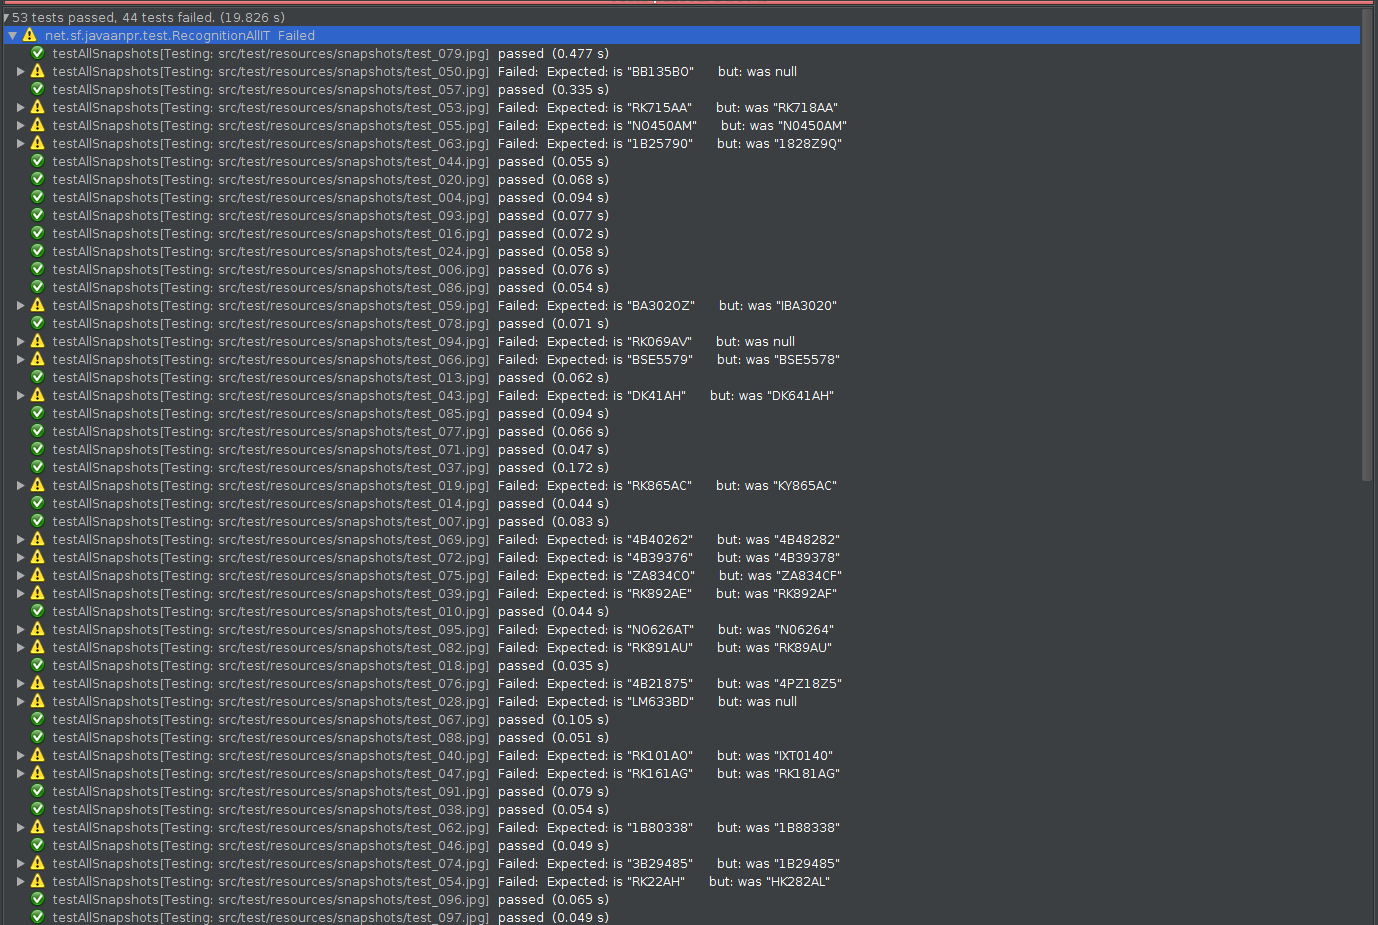 53 tests passed, 44 tests failed. (19.826 s)
net.sf.javaanpr.test.RecognitionAllIT Failed
testAllSnapshots[Testing: src/test/resources/snapshots/test_079.jpg] passed (0.477 s)
testAllSnapshots[Testing: src/test/resources/snapshots/test_050.jpg] Failed: Expected: is "BB135BO" but: was null
testAllSnapshots[Testing: src/test/resources/snapshots/test_057.jpg] passed (0.335 s)
testAllSnapshots[Testing: src/test/resources/snapshots/test_053.jpg] Failed: Expected: is "RK715AA" but: was "RK718AA"
testAllSnapshots[Testing: src/test/resources/snapshots/test_055.jpg] Failed: Expected: is "NO450AM" but: was "N0450AM"
testAllSnapshots[Testing: src/test/resources/snapshots/test_063.jpg] Failed: Expected: is "1B25790" but: was "1828Z9Q"
testAllSnapshots[Testing: src/test/resources/snapshots/test_044.jpg] passed (0.055 s)
testAllSnapshots[Testing: src/test/resources/snapshots/test_020.jpg] passed (0.068 s)
testAllSnapshots[Testing: src/test/resources/snapshots/test_004.jpg] passed (0.094 s)
testAllSnapshots[Testing: src/test/resources/snapshots/test_093.jpg] passed (0.077 s)
testAllSnapshots[Testing: src/test/resources/snapshots/test_016.jpg] passed (0.072 s)
testAllSnapshots[Testing: src/test/resources/snapshots/test_024.jpg] passed (0.058 s)
testAllSnapshots[Testing: src/test/resources/snapshots/test_006.jpg] passed (0.076 s)
testAllSnapshots[Testing: src/test/resources/snapshots/test_086.jpg] passed (0.054 s)
testAllSnapshots[Testing: src/test/resources/snapshots/test_059.jpg] Failed: Expected: is "BA302OZ" but: was "IBA3020"
testAllSnapshots[Testing: src/test/resources/snapshots/test_078.jpg] passed (0.071 s)
testAllSnapshots[Testing: src/test/resources/snapshots/test_094.jpg] Failed: Expected: is "RK069AV" but: was null
testAllSnapshots[Testing: src/test/resources/snapshots/test_066.jpg] Failed: Expected: is "BSE5579" but: was "BSE5578"
testAllSnapshots[Testing: src/test/resources/snapshots/test_013.jpg] passed (0.062 s)
testAllSnapshots[Testing: src/test/resources/snapshots/test_043.jpg] Failed: Expected: is "DK41AH" but: was "DK641AH"
testAllSnapshots[Testing: src/test/resources/snapshots/test_085.jpg] passed (0.094 s)
testAllSnapshots[Testing: src/test/resources/snapshots/test_077.jpg] passed (0.066 s)
testAllSnapshots[Testing: src/test/resources/snapshots/test_071.jpg] passed (0.047 s)
testAllSnapshots[Testing: src/test/resources/snapshots/test_037.jpg] passed (0.172 s)
testAllSnapshots[Testing: src/test/resources/snapshots/test_019.jpg] Failed: Expected: is "RK865AC" but: was "KY865AC"
testAllSnapshots[Testing: src/test/resources/snapshots/test_014.jpg] passed (0.044 s)
testAllSnapshots[Testing: src/test/resources/snapshots/test_007.jpg] passed (0.083 s)
testAllSnapshots[Testing: src/test/resources/snapshots/test_069.jpg] Failed: Expected: is "4B40262" but: was "4B48282"
testAllSnapshots[Testing: src/test/resources/snapshots/test_072.jpg] Failed: Expected: is "4B39376" but: was "4B39378"
testAllSnapshots[Testing: src/test/resources/snapshots/test_075.jpg] Failed: Expected: is "ZA834CO" but: was "ZA834CF"
testAllSnapshots[Testing: src/test/resources/snapshots/test_039.jpg] Failed: Expected: is "RK892AE" but: was "RK892AF"
testAllSnapshots[Testing: src/test/resources/snapshots/test_010.jpg] passed (0.044 s)
testAllSnapshots[Testing: src/test/resources/snapshots/test_095.jpg] Failed: Expected: is "NO626AT" but: was "N06264"
testAllSnapshots[Testing: src/test/resources/snapshots/test_082.jpg] Failed: Expected: is "RK891AU" but: was "RK89AU"
testAllSnapshots[Testing: src/test/resources/snapshots/test_018.jpg] passed (0.035 s)
testAllSnapshots[Testing: src/test/resources/snapshots/test_076.jpg] Failed: Expected: is "4B21875" but: was "4PZ18Z5"
testAllSnapshots[Testing: src/test/resources/snapshots/test_028.jpg] Failed: Expected: is "LM633BD" but: was null
testAllSnapshots[Testing: src/test/resources/snapshots/test_067.jpg] passed (0.105 s)
testAllSnapshots[Testing: src/test/resources/snapshots/test_088.jpg] passed (0.051 s)
testAllSnapshots[Testing: src/test/resources/snapshots/test_040.jpg] Failed: Expected: is "RK101AO" but: was "IXT0140"
testAllSnapshots[Testing: src/test/resources/snapshots/test_047.jpg] Failed: Expected: is "RK161AG" but: was "RK181AG"
testAllSnapshots[Testing: src/test/resources/snapshots/test_091.jpg] passed (0.079 s)
testAllSnapshots[Testing: src/test/resources/snapshots/test_038.jpg] passed (0.054 s)
testAllSnapshots[Testing: src/test/resources/snapshots/test_062.jpg] Failed: Expected: is "1B80338" but: was "1B88338"
testAllSnapshots[Testing: src/test/resources/snapshots/test_046.jpg] passed (0.049 s)
testAllSnapshots[Testing: src/test/resources/snapshots/test_074.jpg] Failed: Expected: is "3B29485" but: was "1B29485"
testAllSnapshots[Testing: src/test/resources/snapshots/test_054.jpg] Failed: Expected: is "RK22AH" but: was "HK282AL"
testAllSnapshots[Testing: src/test/resources/snapshots/test_096.jpg] passed (0.065 s)
testAllSnapshots[Testing: src/test/resources/snapshots/test_097.jpg] passed (0.049 s)